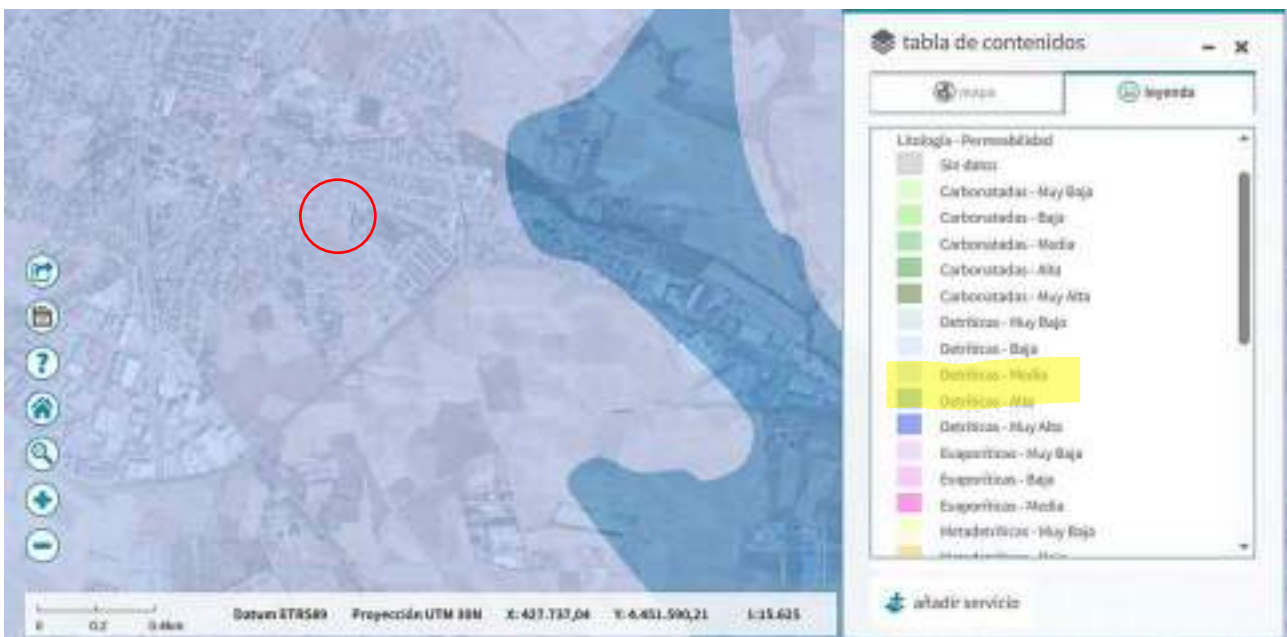 tabla de contenidos
mapa
leyenda
Litología - Permeabilidad
Sin datos
Carbonatadas - Muy Baja
Carbonatadas - Baja
Carbonatadas - Media
Carbonatadas - Alta
Carbonatadas - Muy Alta
Detríticas - Muy Baja
Detríticas - Baja
Detríticas - Media
Detríticas - Alta
Detríticas - Muy Alta
Evaporíticas - Muy Baja
Evaporíticas - Baja
Evaporíticas - Media
Metadetríticas - Muy Baja
añadir servicio
0 0.2 0.4km
Datum ETRS89 Proyección UTM 30N X: 427.737,04 Y: 4.451.590,21 1:15.625